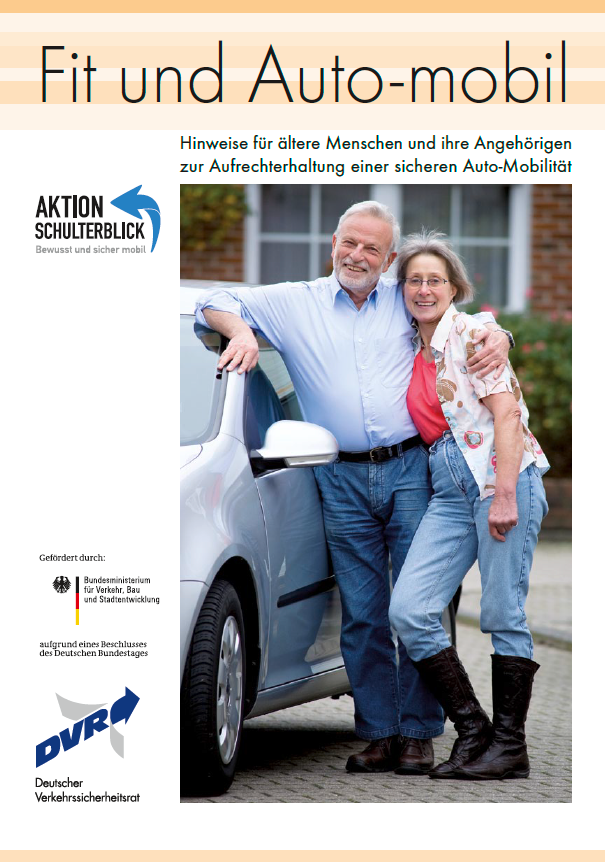 Fit und Auto-mobil
Hinweise für ältere Menschen und ihre Angehörigen
zur Aufrechterhaltung einer sicheren Auto-Mobilität
AKTION
SCHULTERBLICK
Bewusst und sicher mobil
Gefördert durch:
Bundesministerium
für Verkehr, Bau
und Stadtentwicklung
aufgrund eines Beschlusses
des Deutschen Bundestages
DVR
Deutscher
Verkehrssicherheitsrat